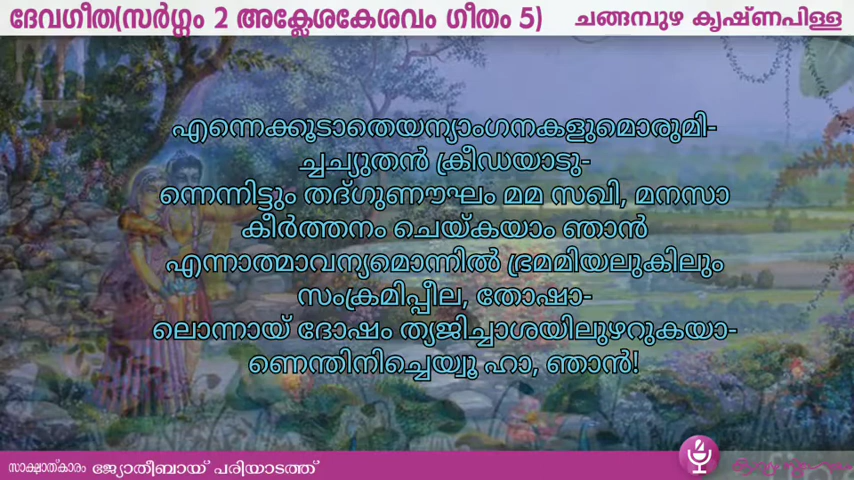 ദേവഗീത(സർഗ്ഗം 2 അക്ലേശകേശവം ഗീതം 5) ചങ്ങമ്പുഴ കൃഷ്ണപിള്ള
എന്നെക്കൂടാതെയന്യാംഗനകളുമൊരുമി-
ച്ചച്യുതൻ ക്രീഡയാടു-
ന്നെന്നിട്ടും തദ്ഗുണൗഘം മമ സഖി, മനസാ
കീർത്തനം ചെയ്കയാം ഞാൻ
എന്നാത്മാവന്യമൊന്നിൽ ഭ്രമമിയലുകിലും
സംക്രമിപ്പീല, തോഷാ-
ലൊന്നായ് ദോഷം ത്യജിച്ചാശയിലുഴറുകയാ-
ണെന്തിനിച്ചെയ്വൂ ഹാ, ഞാൻ!
സാക്ഷാത്കാരം ജ്യോതീബായ് പരിയാടത്ത്